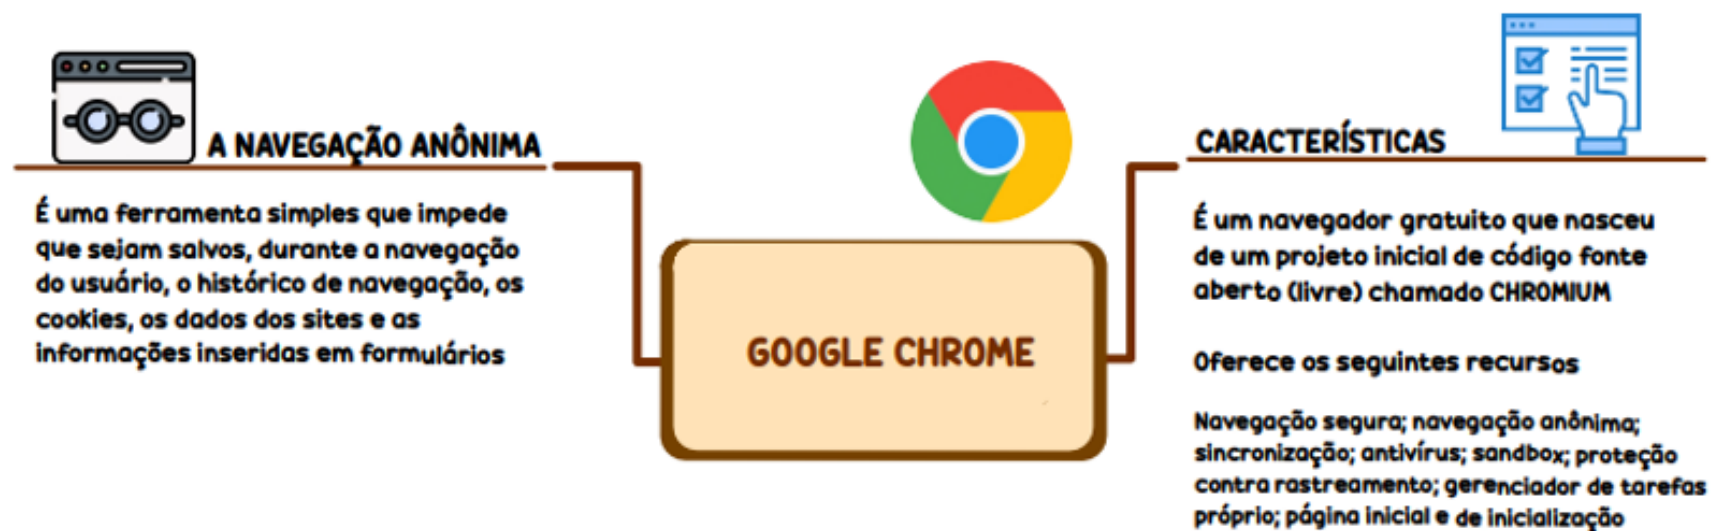 A NAVEGAÇÃO ANÔNIMA
É uma ferramenta simples que impede
que sejam salvos, durante a navegação
do usuário, o histórico de navegação, os
cookies, os dados dos sites e as
informações inseridas em formulários
GOOGLE CHROME
CARACTERÍSTICAS
É um navegador gratuito que nasceu
de um projeto inicial de código fonte
aberto (livre) chamado CHROMIUM
Oferece os seguintes recursos
Navegação segura; navegação anônima;
sincronização; antivírus; sandbox; proteção
contra rastreamento; gerenciador de tarefas
próprio; página inicial e de inicialização